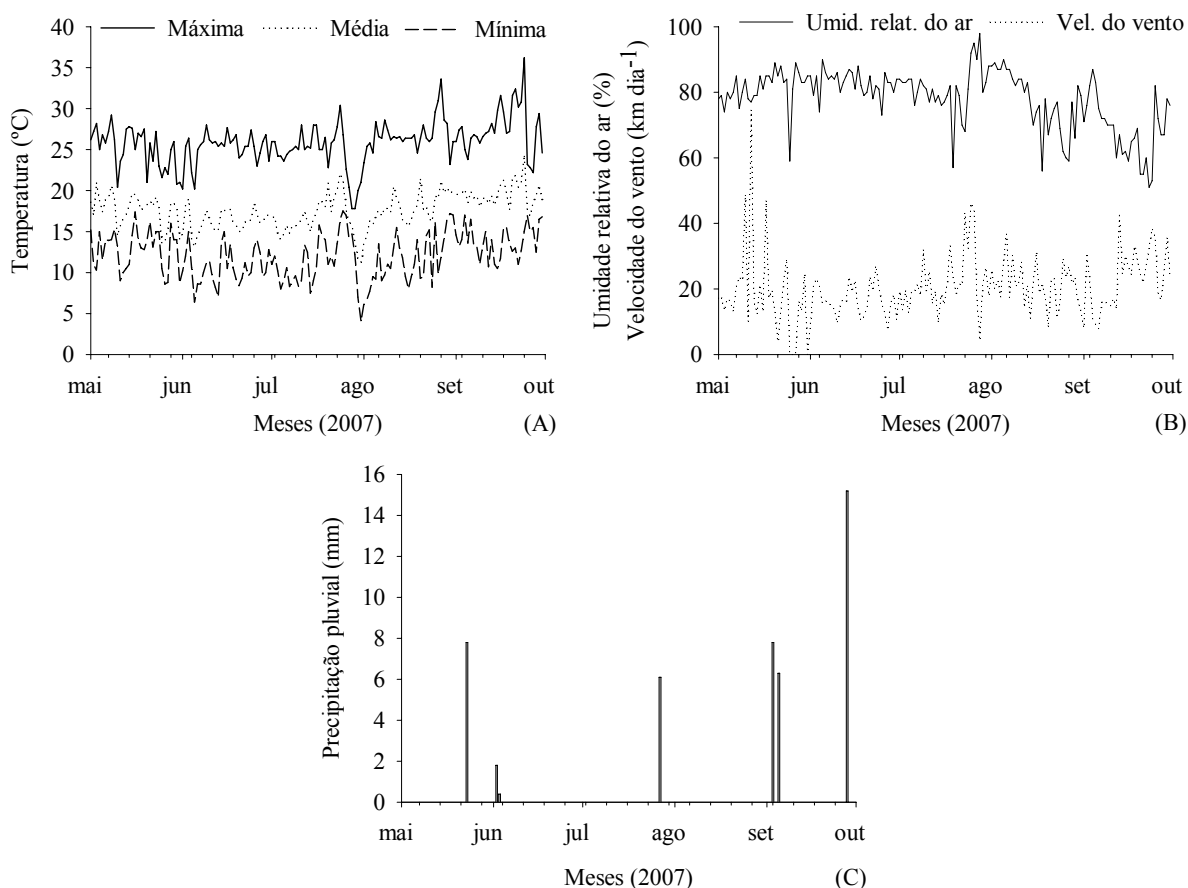 Máxima Média Mínima
Temperatura (ºC)
40
35
30
25
20
15
10
5
0
mai jun jul ago set out
Meses (2007) (A)
Umid. relat. do ar Vel. do vento
Umidade relativa do ar (%)
Velocidade do vento (km dia-1)
100
80
60
40
20
0
mai jun jul ago set out
Meses (2007) (B)
Precipitação pluvial (mm)
16
14
12
10
8
6
4
2
0
mai jun jul ago set out
Meses (2007) (C)